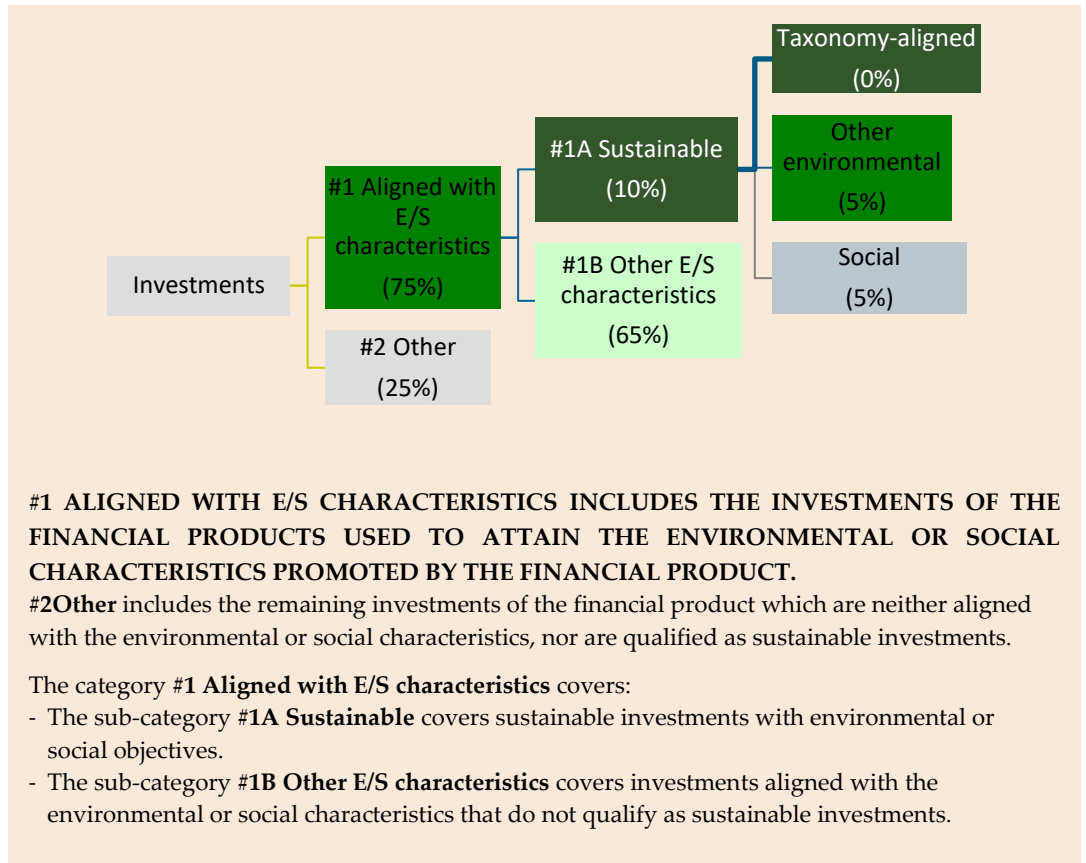 Taxonomy-aligned
(0%)
#1A Sustainable
(10%)
Other
environmental
(5%)
#1 Aligned with
E/S
characteristics
(75%)
#1B Other E/S
characteristics
(65%)
Social
(5%)
Investments
#2 Other
(25%)
#1 ALIGNED WITH E/S CHARACTERISTICS INCLUDES THE INVESTMENTS OF THE
FINANCIAL PRODUCTS USED TO ATTAIN THE ENVIRONMENTAL OR SOCIAL
CHARACTERISTICS PROMOTED BY THE FINANCIAL PRODUCT.
#2Other includes the remaining investments of the financial product which are neither aligned
with the environmental or social characteristics, nor are qualified as sustainable investments.
The category #1 Aligned with E/S characteristics covers:
- The sub-category #1A Sustainable covers sustainable investments with environmental or
social objectives.
- The sub-category #1B Other E/S characteristics covers investments aligned with the
environmental or social characteristics that do not qualify as sustainable investments.